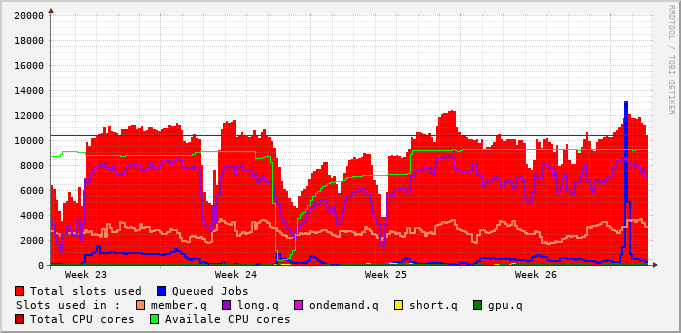 20000
18000
16000
14000
12000
10000
8000
6000
4000
2000
0
Week 23 Week 24 Week 25 Week 26
RRDTOOL / TOBI OETIKER
Total slots used Queued Jobs
Slots used in : member.q long.q ondemand.q short.q gpu.q
Total CPU cores Availale CPU cores